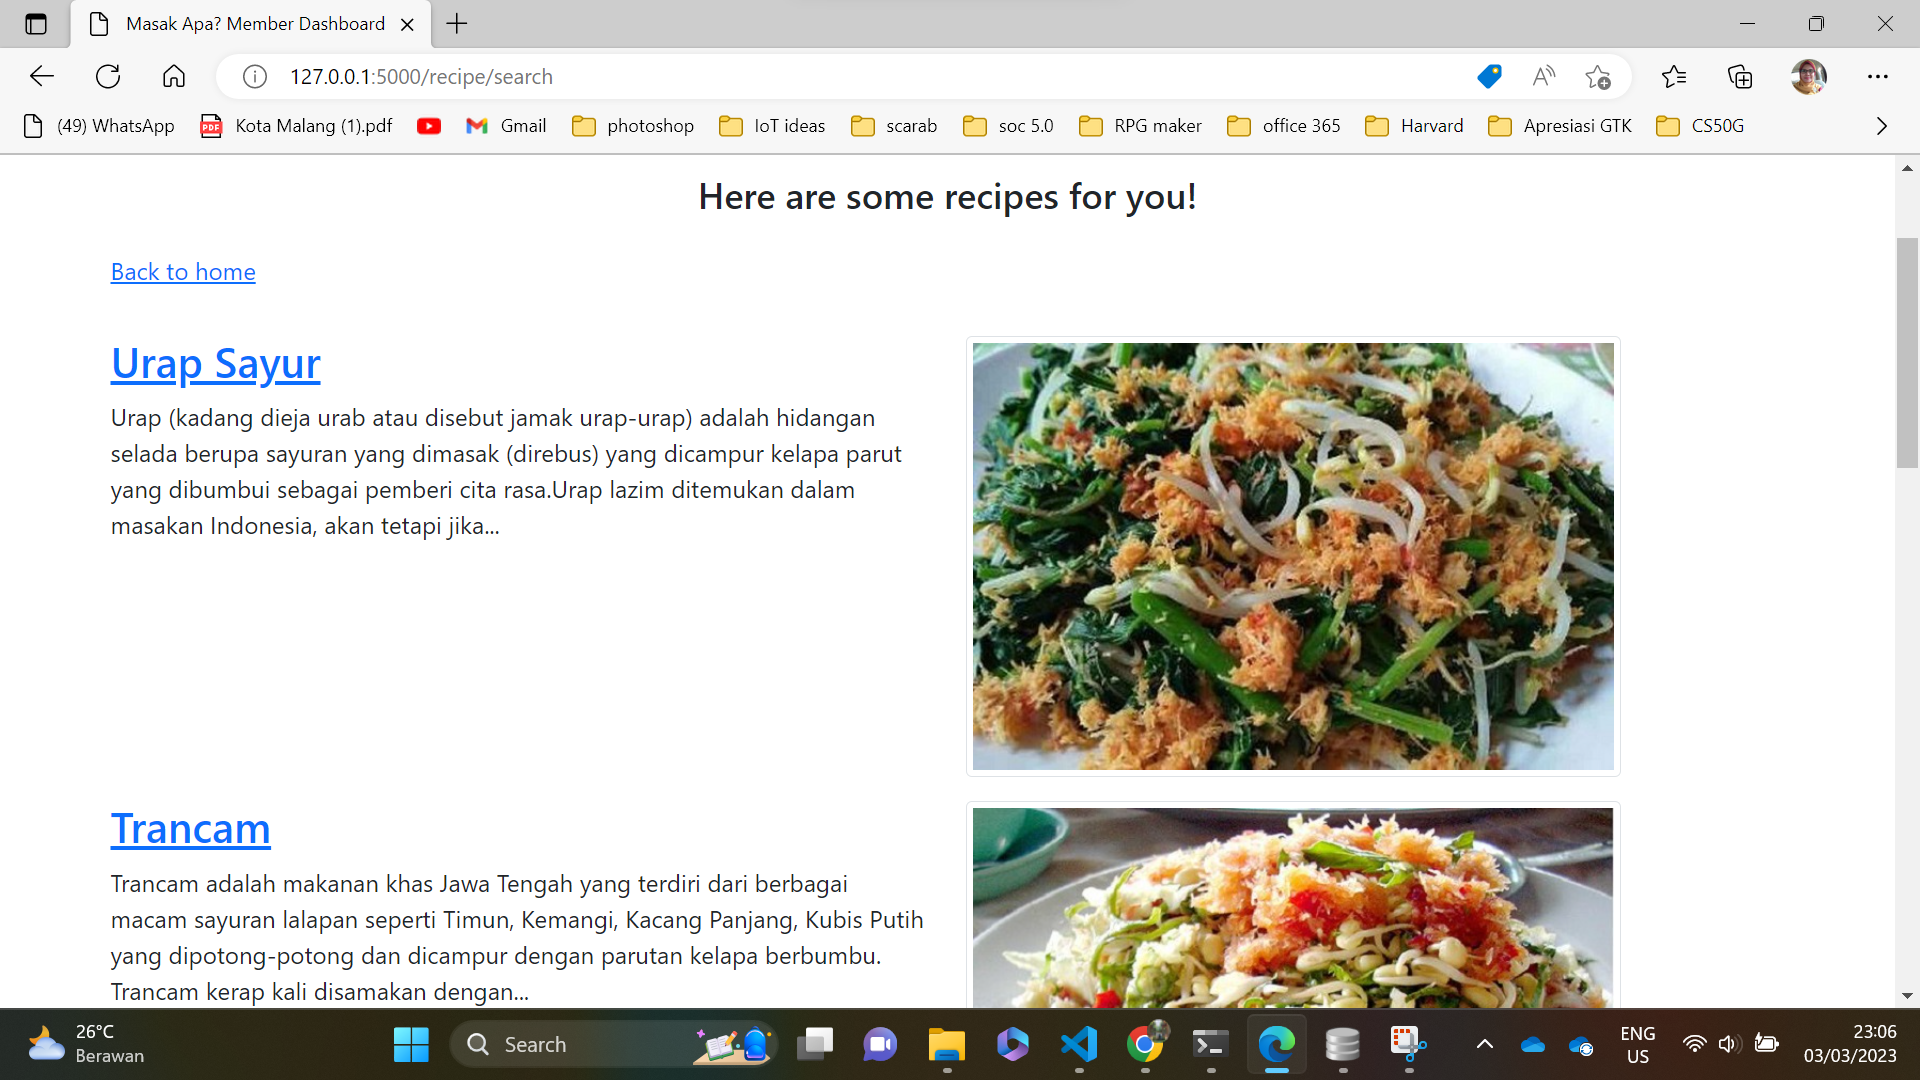 Masak Apa? Member Dashboard
127.0.0.1:5000/recipe/search
(49) WhatsApp
PDF
Kota Malang (1).pdf
Gmail
photoshop
IoT ideas
scarab
soc 5.0
RPG maker
office 365
Harvard
Apresiasi GTK
CS50G
Here are some recipes for you!
Back to home
Urap Sayur
Urap (kadang dieja urab atau disebut jamak urap-urap) adalah hidangan
selada berupa sayuran yang dimasak (direbus) yang dicampur kelapa parut
yang dibumbui sebagai pemberi cita rasa.Urap lazim ditemukan dalam
masakan Indonesia, akan tetapi jika...
Trancam
Trancam adalah makanan khas Jawa Tengah yang terdiri dari berbagai
macam sayuran lalapan seperti Timun, Kemangi, Kacang Panjang, Kubis Putih
yang dipotong-potong dan dicampur dengan parutan kelapa berbumbu.
Trancam kerap kali disamakan dengan...
26°C
Berawan
Search
ENG
US
23:06
03/03/2023